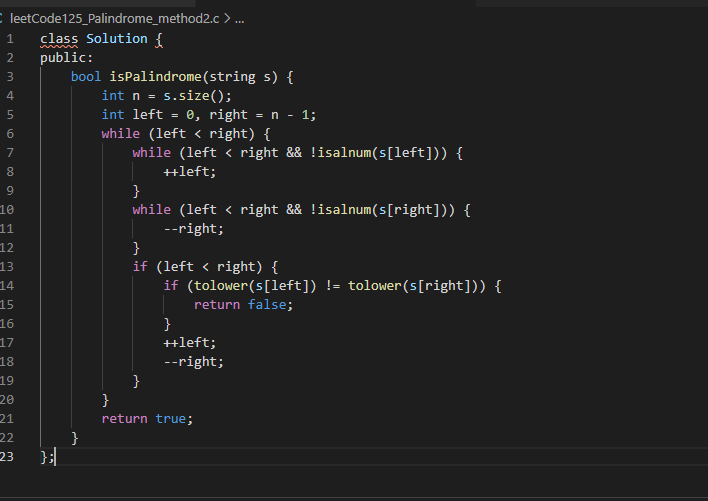 leetCode125_Palindrome_method2.c > ...
1 class Solution {
2 public:
3     bool isPalindrome(string s) {
4         int n = s.size();
5         int left = 0, right = n - 1;
6         while (left < right) {
7             while (left < right && !isalnum(s[left])) {
8                 ++left;
9             }
10             while (left < right && !isalnum(s[right])) {
11                 --right;
12             }
13             if (left < right) {
14                 if (tolower(s[left]) != tolower(s[right])) {
15                     return false;
16                 }
17                 ++left;
18                 --right;
19             }
20         }
21         return true;
22     }
23 };